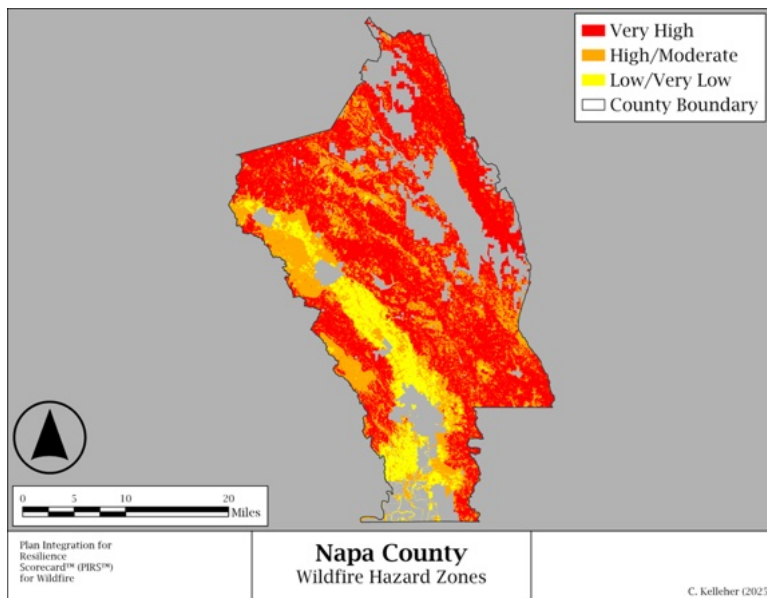 Very High
High/Moderate
Low/Very Low
County Boundary
0 5 10 20
Miles
Plan Integration for
Resilience
Scorecard™ (PIRS™)
for Wildfire
Napa County
Wildfire Hazard Zones
C. Kelleher (2025